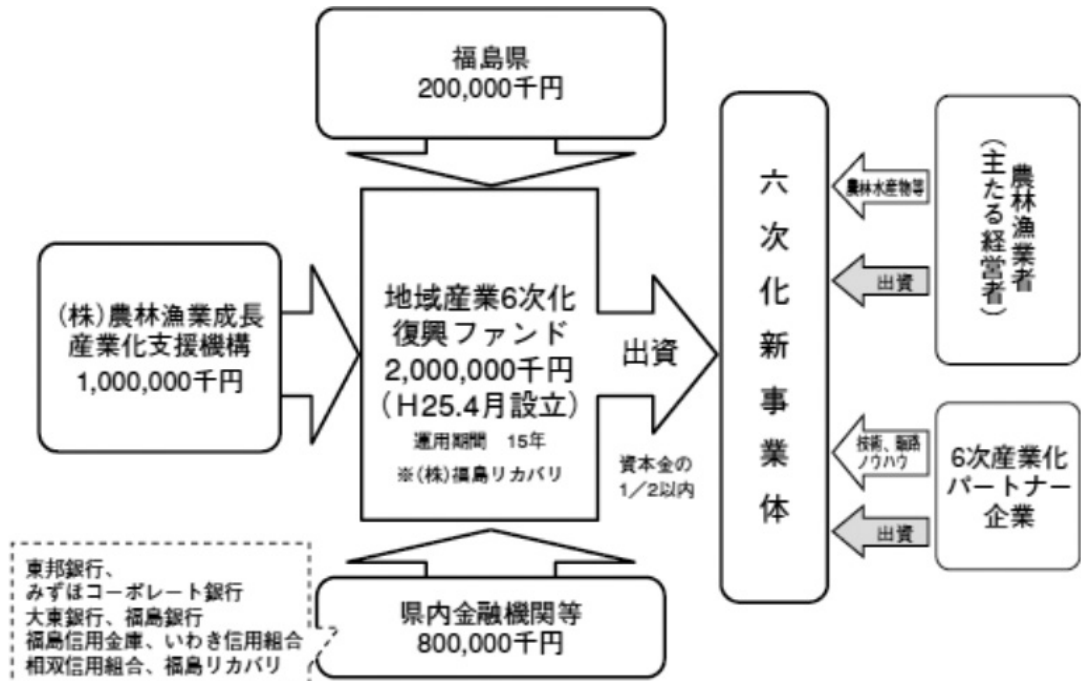 福島県
200,000千円
(株)農林漁業成長
産業化支援機構
1,000,000千円
地域産業6次化
復興ファンド
2,000,000千円
(H25.4月設立)
運用期間　15年
※(株)福島リカバリ
出資
資本金の
1／2以内
六次化新事業体
農林水産物等
出資
農林漁業者
(主たる経営者)
技術、販路
ノウハウ
出資
6次産業化
パートナー
企業
県内金融機関等
800,000千円
東邦銀行、
みずほコーポレート銀行
大東銀行、福島銀行
福島信用金庫、いわき信用組合
相双信用組合、福島リカバリ